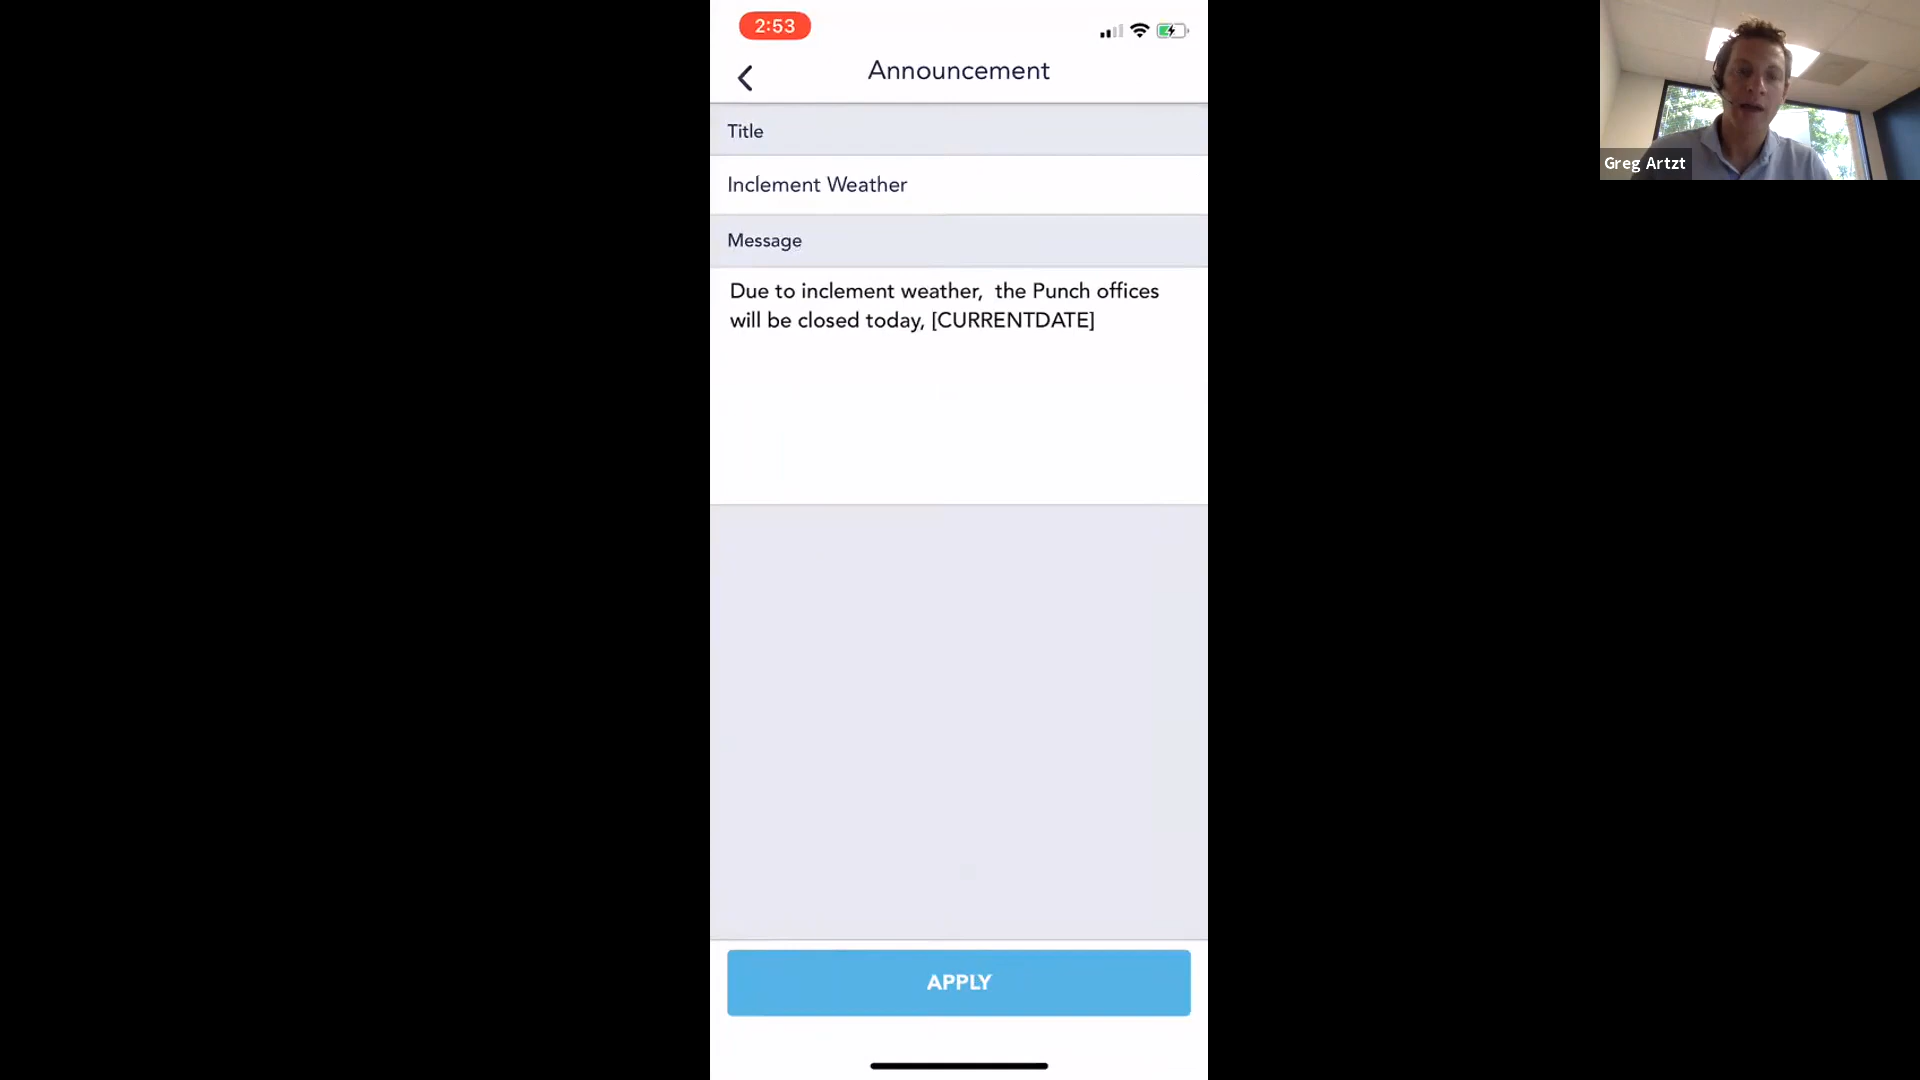 2:53
Announcement
Title
Inclement Weather
Message
Due to inclement weather,  the Punch offices
will be closed today, [CURRENTDATE]
APPLY
Greg Artzt